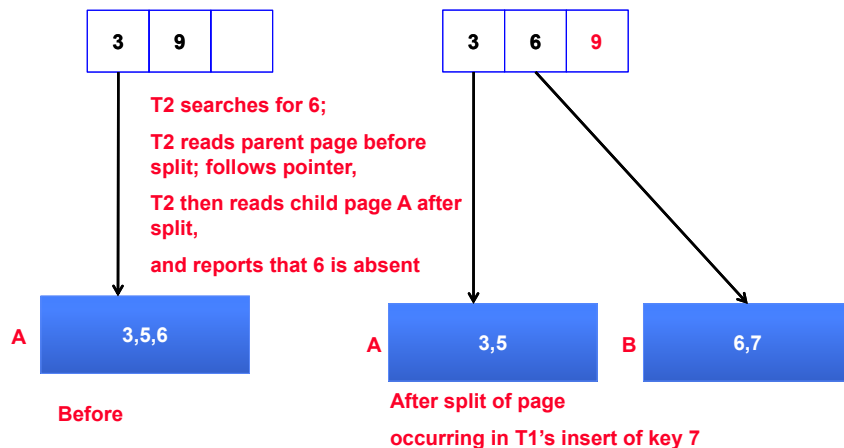 3 9
3 6 9
T2 searches for 6;
T2 reads parent page before
split; follows pointer,
T2 then reads child page A after
split,
and reports that 6 is absent
A 3,5,6
A 3,5
B 6,7
Before
After split of page
occurring in T1's insert of key 7